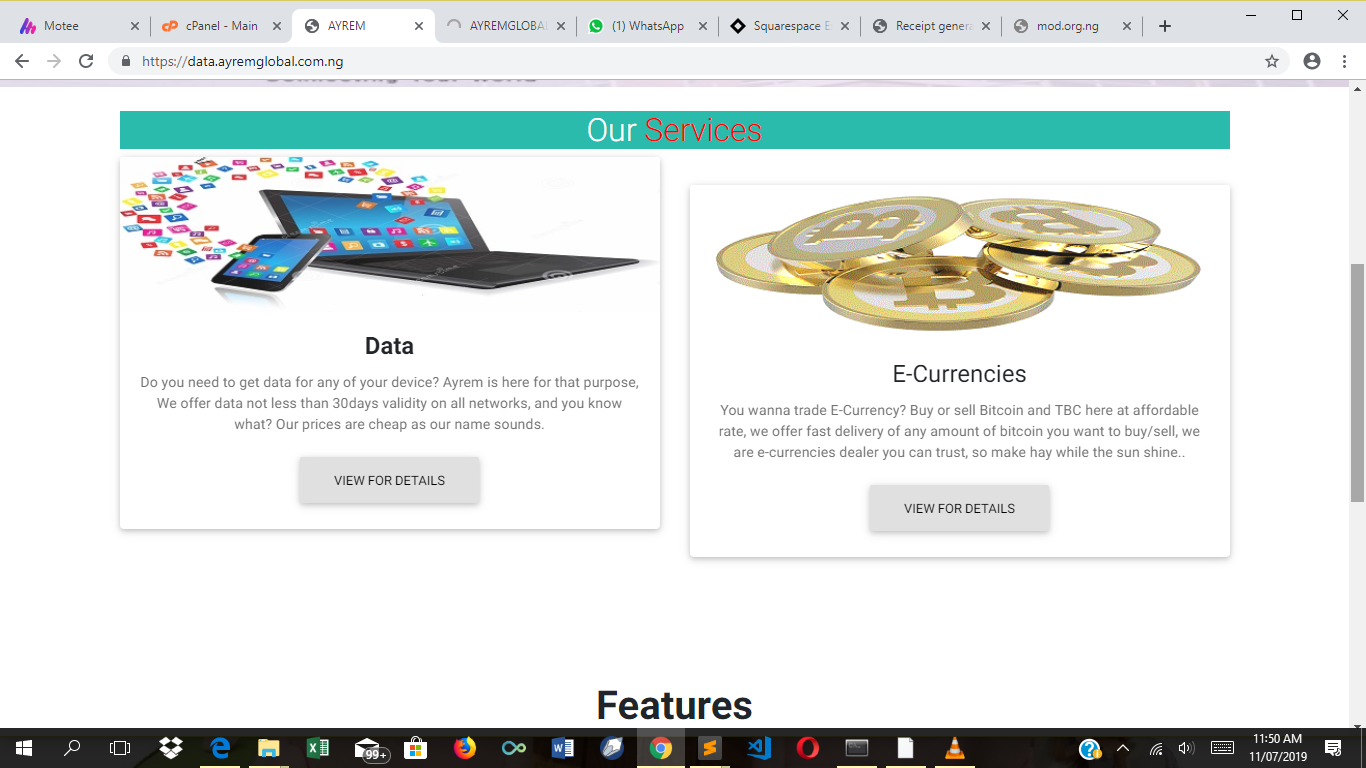 Motee
cPanel - Main
AYREM
AYREMGLOBAL
(1) WhatsApp
Squarespace E
Receipt genera
mod.org.ng
https://data.ayremglobal.com.ng
Our Services
Data
Do you need to get data for any of your device? Ayrem is here for that purpose,
We offer data not less than 30days validity on all networks, and you know
what? Our prices are cheap as our name sounds.
VIEW FOR DETAILS
E-Currencies
You wanna trade E-Currency? Buy or sell Bitcoin and TBC here at affordable
rate, we offer fast delivery of any amount of bitcoin you want to buy/sell, we
are e-currencies dealer you can trust, so make hay while the sun shine..
VIEW FOR DETAILS
Features
99+
11:50 AM
11/07/2019